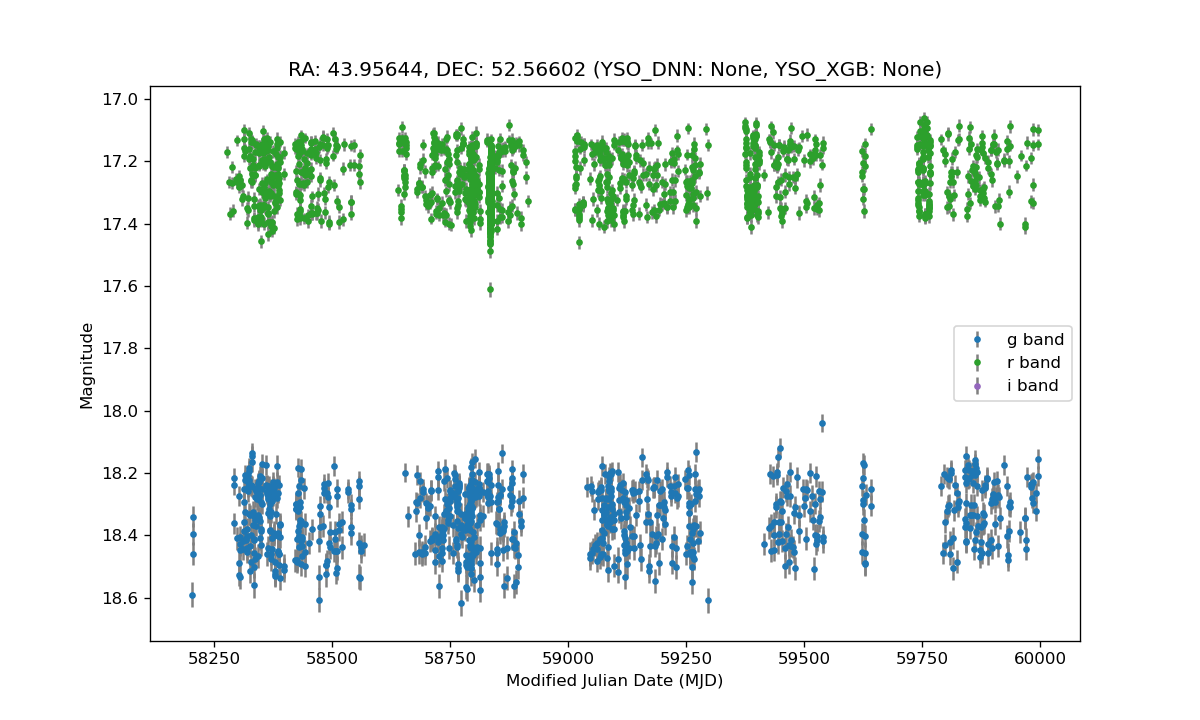 RA: 43.95644, DEC: 52.56602 (YSO_DNN: None, YSO_XGB: None)
17.0
17.2
17.4
17.6
17.8
18.0
18.2
18.4
18.6
Magnitude
g band
r band
i band
58250
58500
58750
59000
59250
59500
59750
60000
Modified Julian Date (MJD)